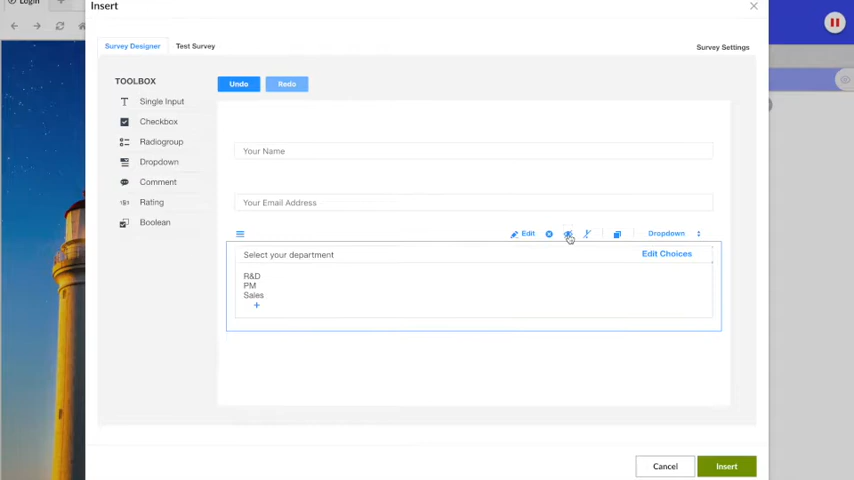 Login
Insert
Survey Designer
Test Survey
Survey Settings
TOOLBOX
Single Input
Checkbox
Radiogroup
Dropdown
Comment
Rating
Boolean
Undo
Redo
Your Name
Your Email Address
Edit
Dropdown
Select your department
Edit Choices
R&D
PM
Sales
+
Cancel
Insert